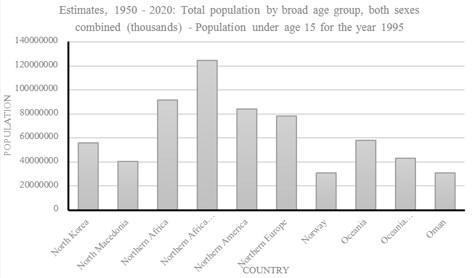 Estimates, 1950 - 2020: Total population by broad age group, both sexes
combined (thousands) - Population under age 15 for the year 1995
140000000
120000000
100000000
80000000
60000000
40000000
20000000
0
POPULATION
North Korea
North Macedonia
Northern Africa
Northern Africa...
Northern America
Northern Europe
Norway
Oceania
Oceania...
Oman
COUNTRY